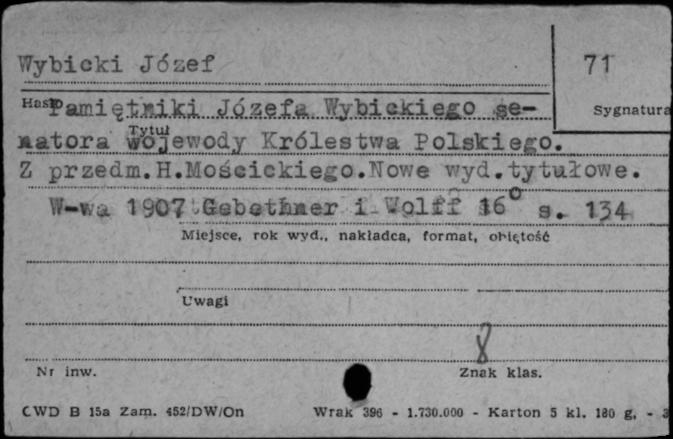 Wybicki Józef
71
Hasło
Pamiętniki Józefa Wybickiego se-
Sygnatura
Tytuł
natora wojewody Królestwa Polskiego.
Z przedm.H.Mościckiego.Nowe wyd.tytułowe.
W-wa 1907 Gebethner i Wolff 16° s. 134
Miejsce, rok wyd., nakładca, format, objętość
Uwagi
8
Nr inw.
Znak klas.
CWD B 15a Zam. 452/DW/On
Wrak 396 - 1.730.000 - Karton 5 kl. 180 g. - 3